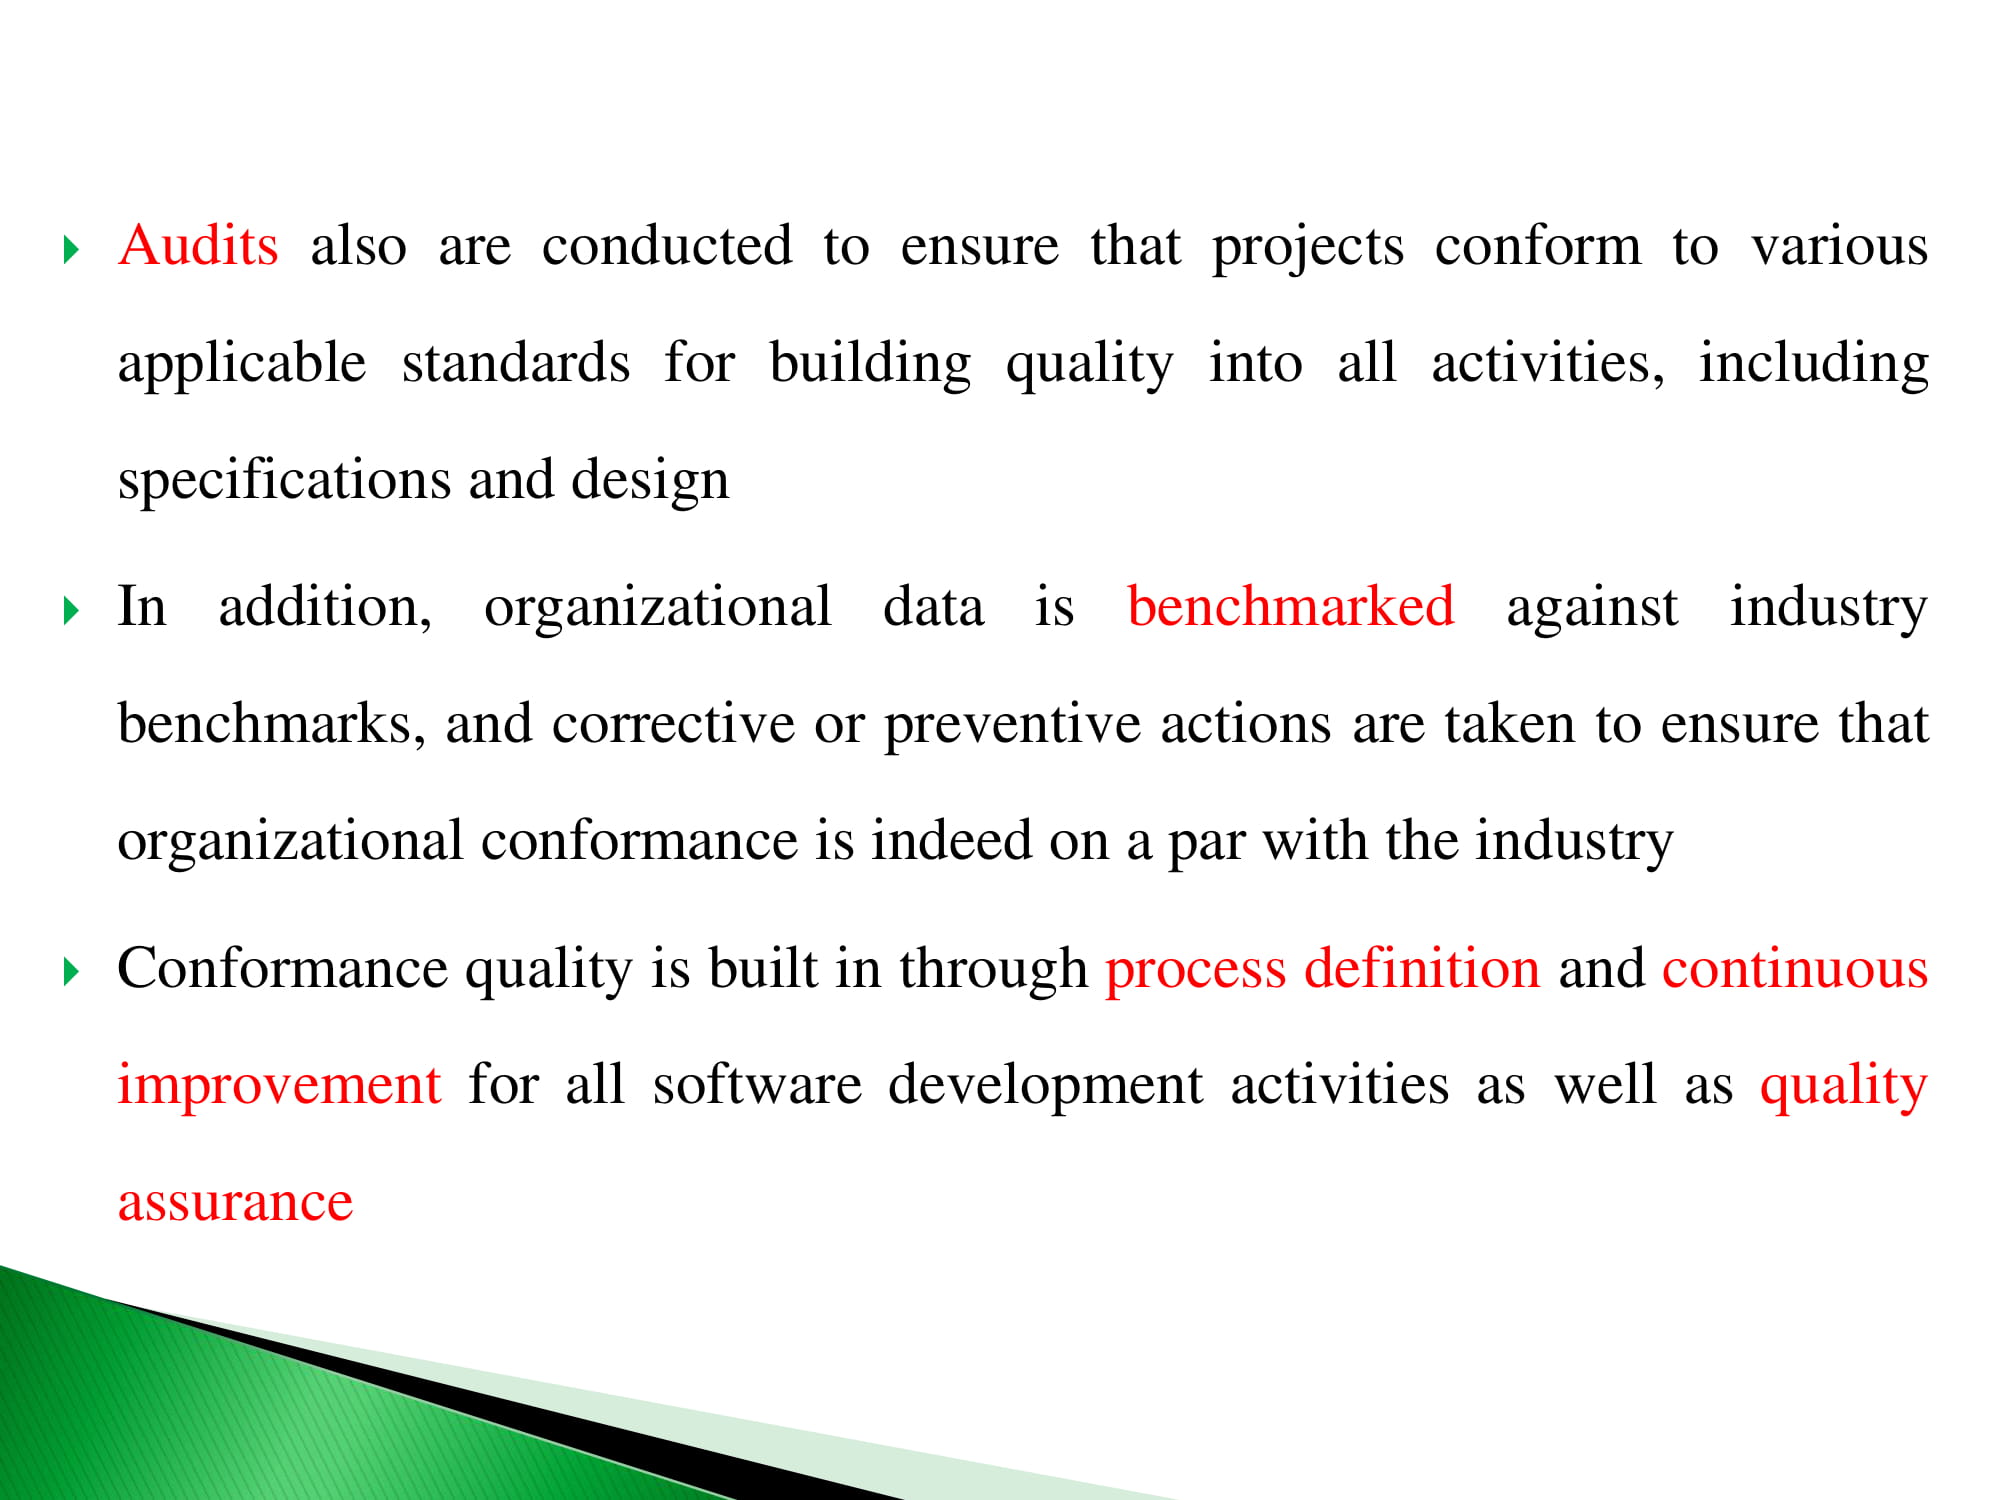 Audits also are conducted to ensure that projects conform to various
applicable standards for building quality into all activities, including
specifications and design
In addition, organizational data is benchmarked against industry
benchmarks, and corrective or preventive actions are taken to ensure that
organizational conformance is indeed on a par with the industry
Conformance quality is built in through process definition and continuous
improvement for all software development activities as well as quality
assurance